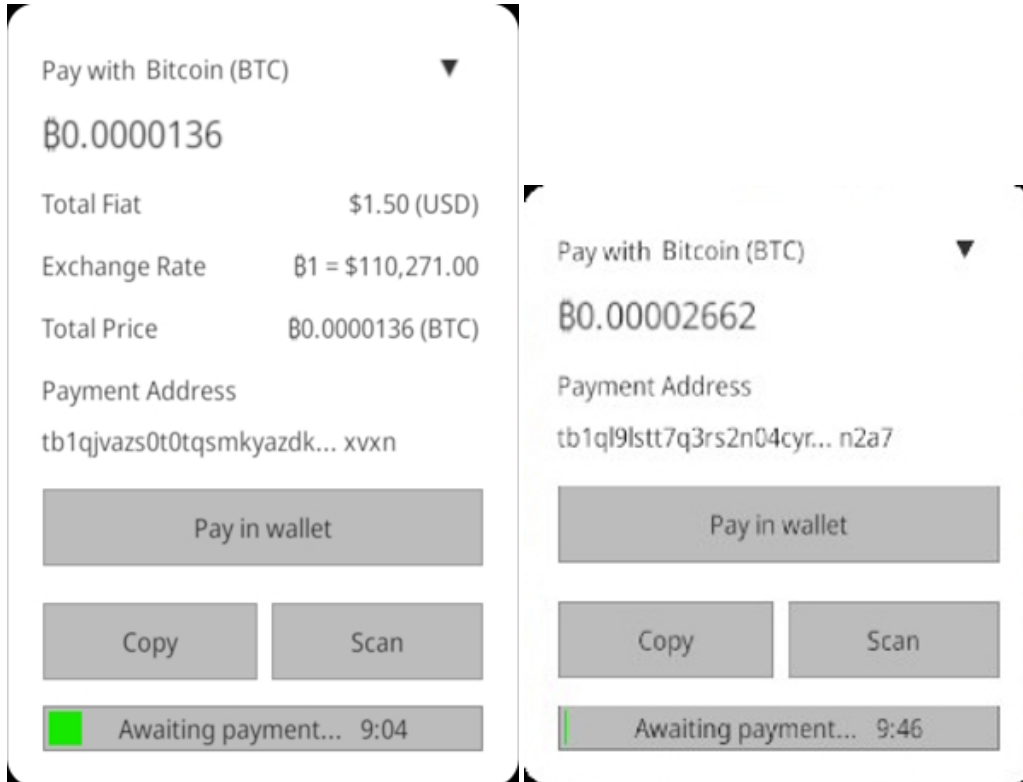 Pay with Bitcoin (BTC) ▼
₿0.0000136
Total Fiat $1.50 (USD)
Exchange Rate ₿1 = $110,271.00
Total Price ₿0.0000136 (BTC)
Payment Address
tb1qjvazs0t0tqsmkyazdk... xvxn
Pay in wallet
Copy Scan
Awaiting payment... 9:04
Pay with Bitcoin (BTC) ▼
₿0.00002662
Payment Address
tb1ql9lstt7q3rs2n04cyr... n2a7
Pay in wallet
Copy Scan
Awaiting payment... 9:46